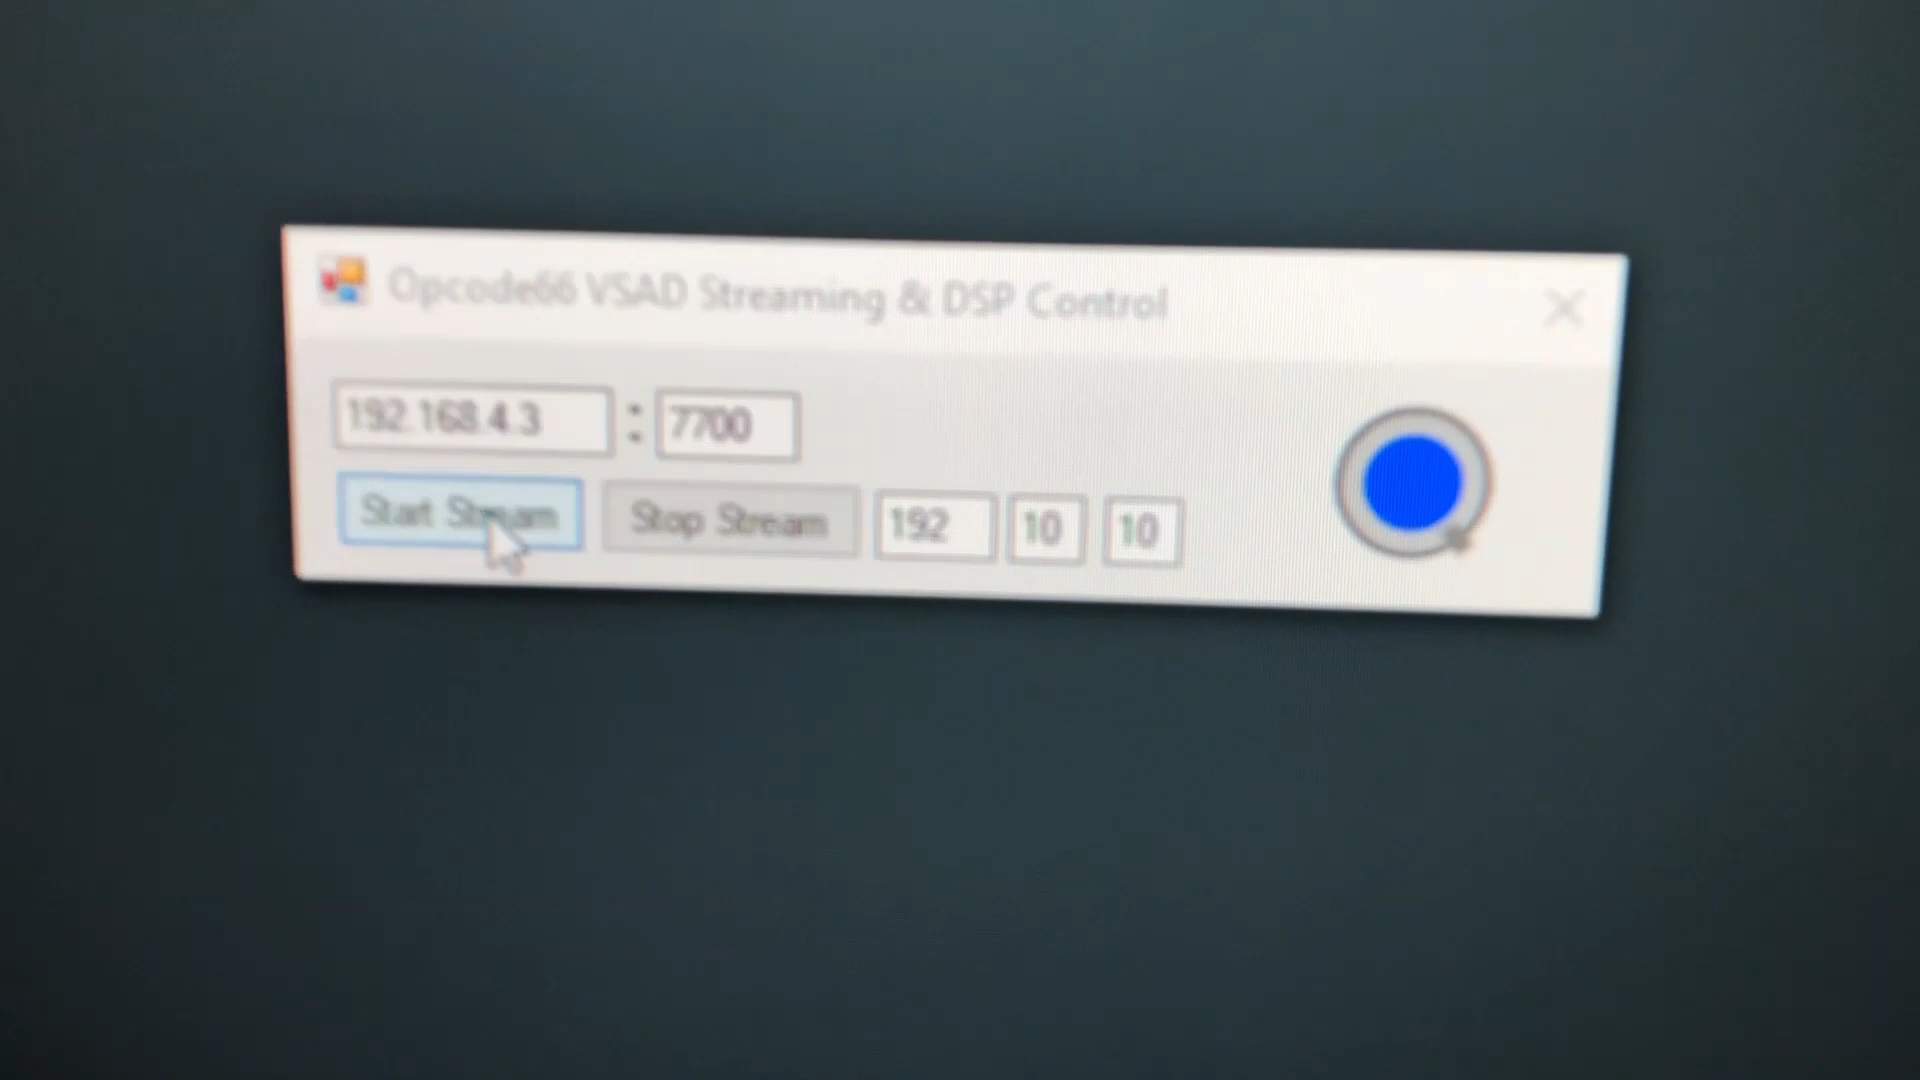 Opcode66 VSAD Streaming & DSP Control
192.168.4.3 : 7700
Start Stream Stop Stream 192 10 10